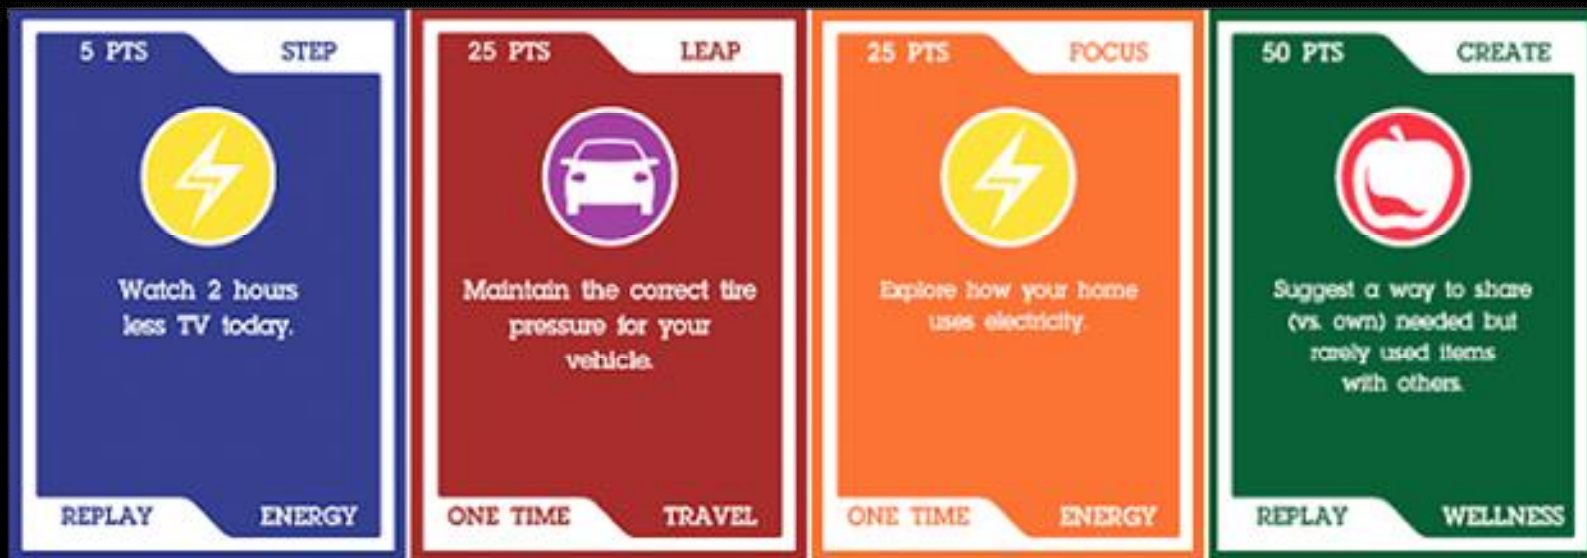 5 PTS STEP
Watch 2 hours
less TV today.
REPLAY ENERGY
25 PTS LEAP
Maintain the correct tire
pressure for your
vehicle.
ONE TIME TRAVEL
25 PTS FOCUS
Explore how your home
uses electricity.
ONE TIME ENERGY
50 PTS CREATE
Suggest a way to share
(vs. own) needed but
rarely used items
with others.
REPLAY WELLNESS